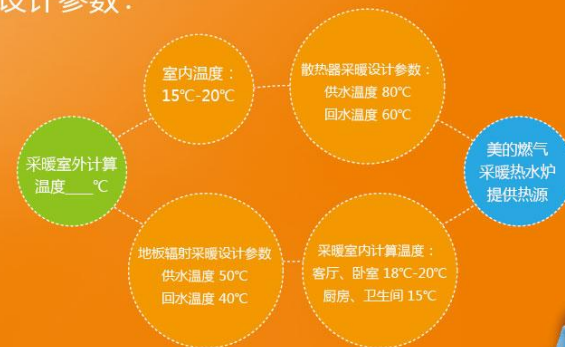 设计参数：
室内温度：
15℃-20℃
散热器采暖设计参数：
供水温度 80℃
回水温度 60℃
采暖室外计算
温度____℃
美的燃气
采暖热水炉
提供热源
地板辐射采暖设计参数
供水温度 50℃
回水温度 40℃
采暖室内计算温度：
客厅、卧室 18℃-20℃
厨房、卫生间 15℃